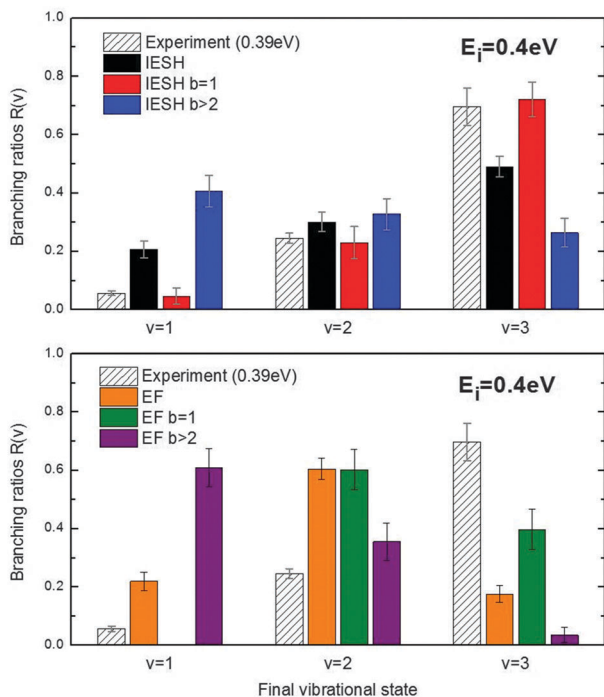 Experiment (0.39eV)
IESH
IESH b=1
IESH b>2
E_i=0.4eV
Branching ratios R(v)
1.0
0.8
0.6
0.4
0.2
0.0
v=1
v=2
v=3
Experiment (0.39eV)
EF
EF b=1
EF b>2
E_i=0.4eV
Branching ratios R(v)
1.0
0.8
0.6
0.4
0.2
0.0
v=1
v=2
v=3
Final vibrational state